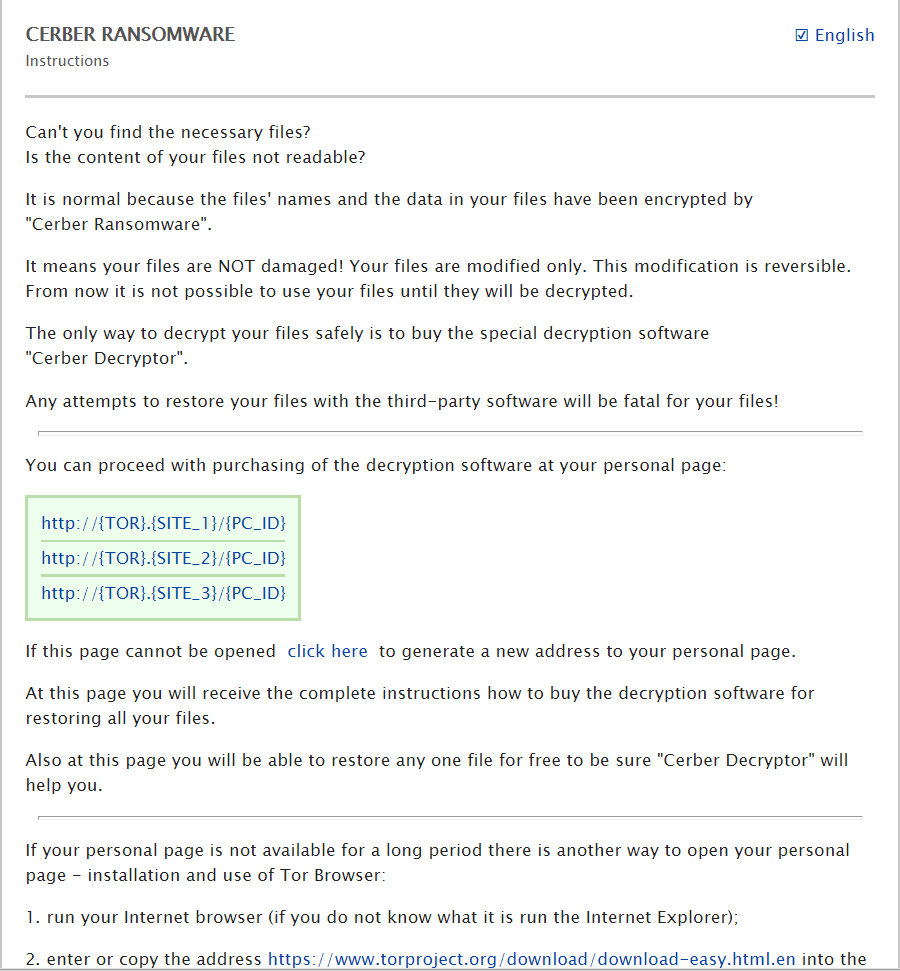 CERBER RANSOMWARE
☑ English
Instructions
Can't you find the necessary files?
Is the content of your files not readable?
It is normal because the files' names and the data in your files have been encrypted by
"Cerber Ransomware".
It means your files are NOT damaged! Your files are modified only. This modification is reversible.
From now it is not possible to use your files until they will be decrypted.
The only way to decrypt your files safely is to buy the special decryption software
"Cerber Decryptor".
Any attempts to restore your files with the third-party software will be fatal for your files!
You can proceed with purchasing of the decryption software at your personal page:
http://{TOR}.{SITE_1}/{PC_ID}
http://{TOR}.{SITE_2}/{PC_ID}
http://{TOR}.{SITE_3}/{PC_ID}
If this page cannot be opened click here to generate a new address to your personal page.
At this page you will receive the complete instructions how to buy the decryption software for
restoring all your files.
Also at this page you will be able to restore any one file for free to be sure "Cerber Decryptor" will
help you.
If your personal page is not available for a long period there is another way to open your personal
page - installation and use of Tor Browser:
1. run your Internet browser (if you do not know what it is run the Internet Explorer);
2. enter or copy the address https://www.torproject.org/download/download-easy.html.en into the